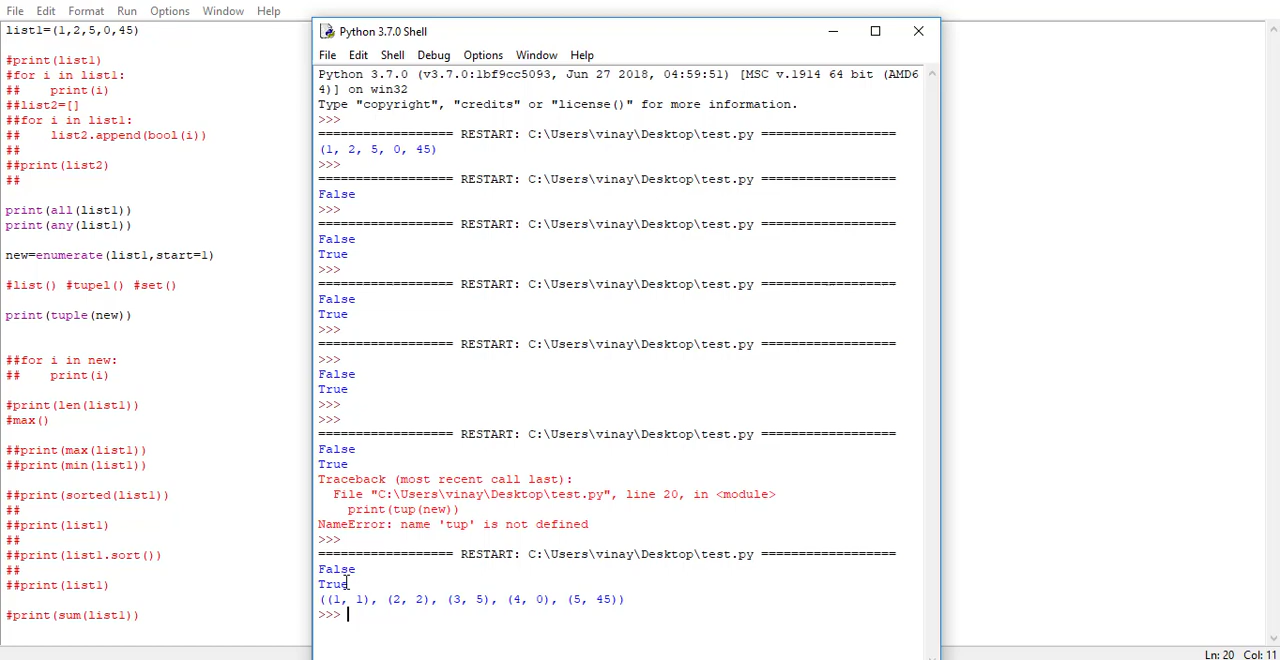 File Edit Format Run Options Window Help
list1=(1,2,5,0,45)
#print(list1)
#for i in list1:
##    print(i)
##list2=[]
##for i in list1:
##    list2.append(bool(i))
##
##print(list2)
##
print(all(list1))
print(any(list1))
new=enumerate(list1,start=1)
#list() #tupel() #set()
print(tuple(new))
##for i in new:
##    print(i)
#print(len(list1))
#max()
##print(max(list1))
##print(min(list1))
##print(sorted(list1))
##
##print(list1)
##
##print(list1.sort())
##
##print(list1)
#print(sum(list1))
Python 3.7.0 Shell
File Edit Shell Debug Options Window Help
Python 3.7.0 (v3.7.0:1bf9cc5093, Jun 27 2018, 04:59:51) [MSC v.1914 64 bit (AMD6
4)] on win32
Type "copyright", "credits" or "license()" for more information.
>>>
================== RESTART: C:\Users\vinay\Desktop\test.py ==================
(1, 2, 5, 0, 45)
>>>
================== RESTART: C:\Users\vinay\Desktop\test.py ==================
False
>>>
================== RESTART: C:\Users\vinay\Desktop\test.py ==================
False
True
>>>
================== RESTART: C:\Users\vinay\Desktop\test.py ==================
False
True
>>>
================== RESTART: C:\Users\vinay\Desktop\test.py ==================
>>>
False
True
>>>
>>>
================== RESTART: C:\Users\vinay\Desktop\test.py ==================
False
True
Traceback (most recent call last):
  File "C:\Users\vinay\Desktop\test.py", line 20, in <module>
    print(tup(new))
NameError: name 'tup' is not defined
>>>
================== RESTART: C:\Users\vinay\Desktop\test.py ==================
False
True
((1, 1), (2, 2), (3, 5), (4, 0), (5, 45))
>>>
Ln: 20 Col: 11